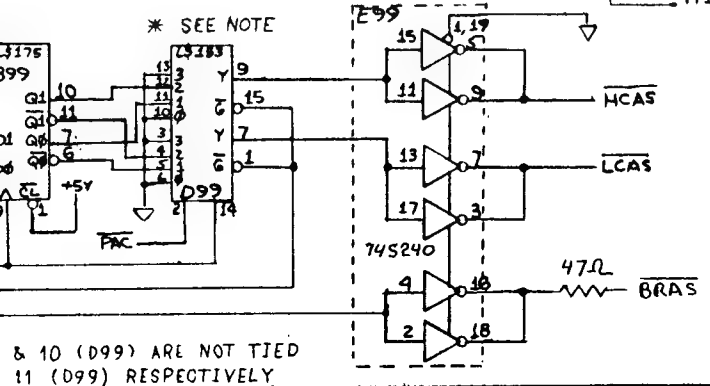 * SEE NOTE
E99
LS175
LS153
1, 19
899
13 3
12 2
11 1
10 0
Y 9
15
5
Q1 10
Q1 11
G 15
11
9
HCAS
Q0 7
Q0 6
3 3
4 2
5 1
6 0
Y 7
G 1
13
7
LCAS
+5V
CL
1
D99
2
14
17
3
PAC
74S240
4
16
47Ω
BRAS
2
18
& 10 (D99) ARE NOT TIED
11 (D99) RESPECTIVELY